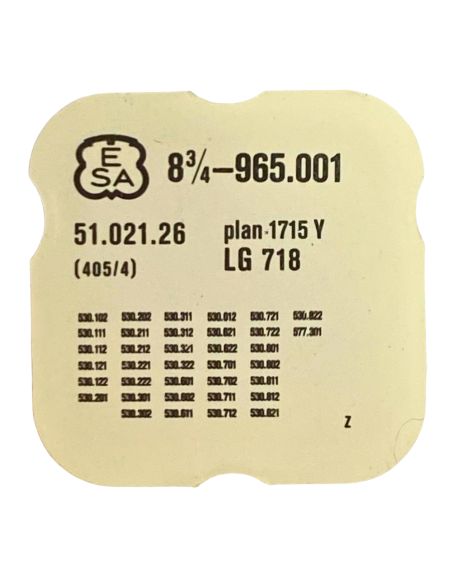 E
SA
8¾–965.001
51.021.26 plan 1715 Y
(405/4) LG 718
530.102 530.202 530.311 530.612 530.721 530.822
530.111 530.211 530.312 530.621 530.722 577.301
530.112 530.212 530.321 530.622 530.801
530.121 530.221 530.322 530.701 530.802
530.122 530.222 530.601 530.702 530.811
530.201 530.301 530.602 530.711 530.812
530.302 530.611 530.712 530.821
Z